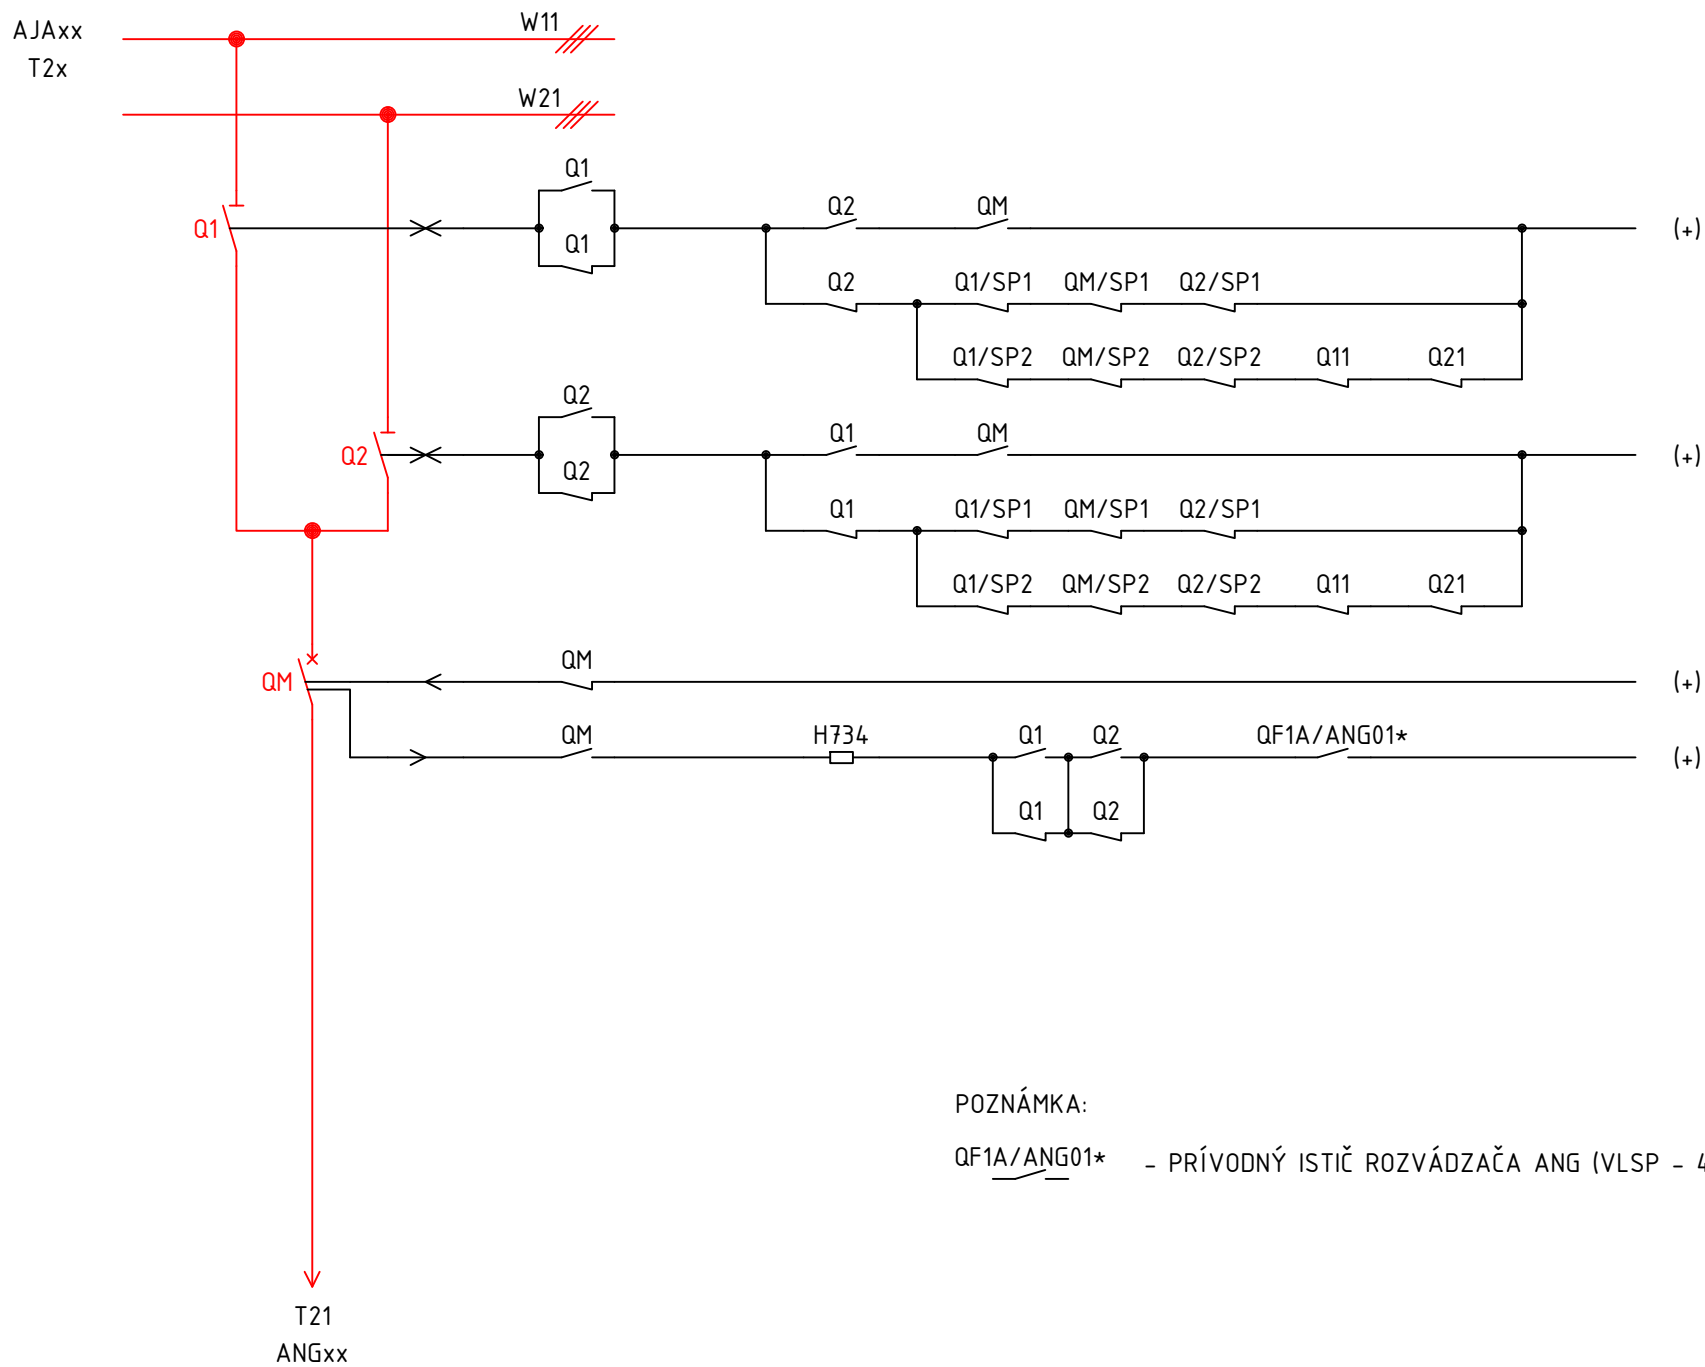 AJAxx
T2x
W11
W21
Q1
Q1
Q1
Q2
QM
(+)
Q2
Q1/SP1
QM/SP1
Q2/SP1
Q1/SP2
QM/SP2
Q2/SP2
Q11
Q21
Q2
Q2
Q2
Q1
QM
(+)
Q1
Q1/SP1
QM/SP1
Q2/SP1
Q1/SP2
QM/SP2
Q2/SP2
Q11
Q21
QM
QM
(+)
QM
H734
Q1
Q2
QF1A/ANG01*
(+)
Q1
Q2
POZNÁMKA:
QF1A/ANG01* - PRÍVODNÝ ISTIČ ROZVÁDZAČA ANG (VLSP - 4
T21
ANGxx